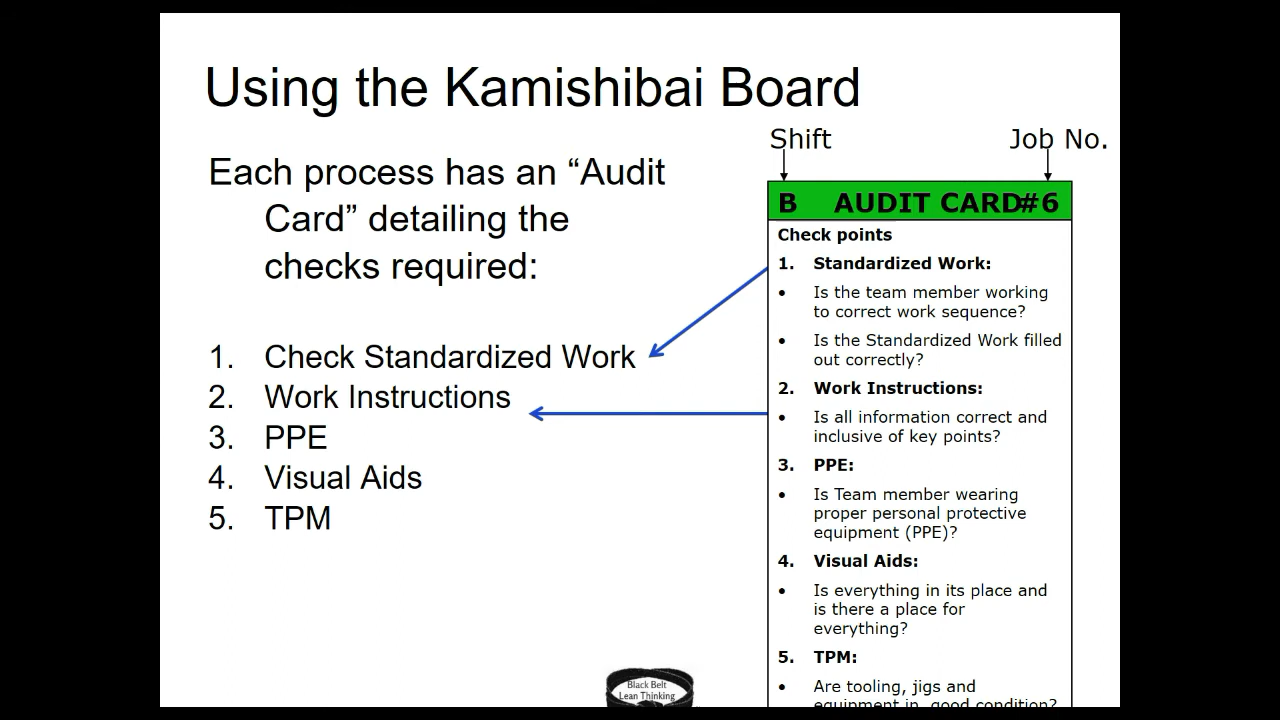 Using the Kamishibai Board
Each process has an “Audit
Card” detailing the
checks required:
1. Check Standardized Work
2. Work Instructions
3. PPE
4. Visual Aids
5. TPM
Shift
Job No.
B AUDIT CARD#6
Check points
1. Standardized Work:
• Is the team member working
to correct work sequence?
• Is the Standardized Work filled
out correctly?
2. Work Instructions:
• Is all information correct and
inclusive of key points?
3. PPE:
• Is Team member wearing
proper personal protective
equipment (PPE)?
4. Visual Aids:
• Is everything in its place and
is there a place for
everything?
5. TPM:
• Are tooling, jigs and
equipment in good condition?
Black Belt
Lean Thinking